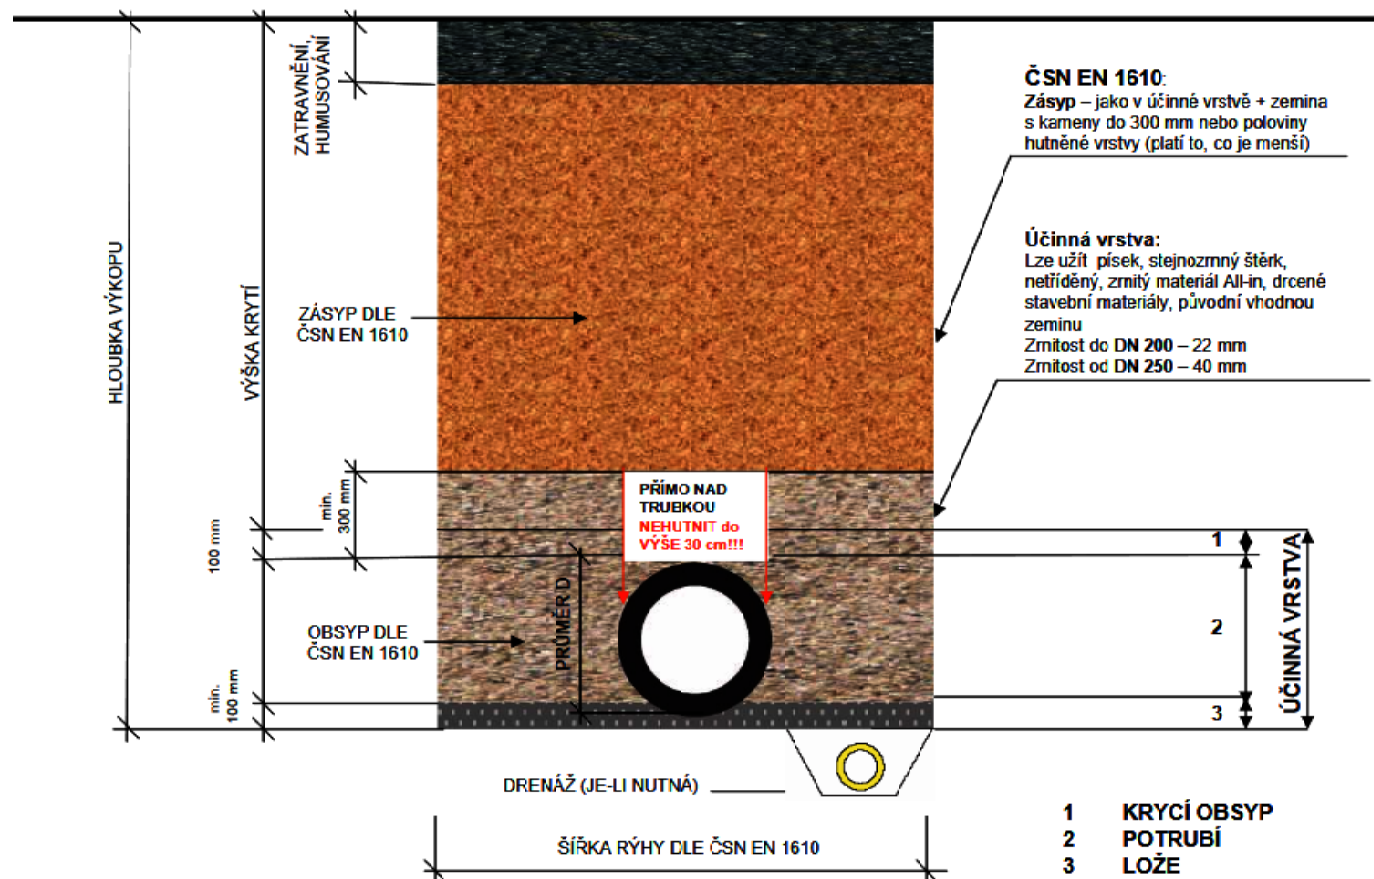 ZATRAVNĚNÍ,
HUMUSOVÁNÍ
ČSN EN 1610:
Zásyp – jako v účinné vrstvě + zemina
s kameny do 300 mm nebo poloviny
hutněné vrstvy (platí to, co je menší)
Účinná vrstva:
Lze užít písek, stejnozrnný štěrk,
netříděný, zrnitý materiál All-in, drcené
stavební materiály, původní vhodnou
zeminu
Zrnitost do DN 200 – 22 mm
Zrnitost od DN 250 – 40 mm
HLOUBKA VÝKOPU
VÝŠKA KRYTÍ
ZÁSYP DLE
ČSN EN 1610
min.
300 mm
PŘÍMO NAD
TRUBKOU
NEHUTNIT do
VÝŠE 30 cm!!!
100 mm
PRŮMĚR D
OBSYP DLE
ČSN EN 1610
min.
100 mm
1
2
3
ÚČINNÁ VRSTVA
DRENÁŽ (JE-LI NUTNÁ)
ŠÍŘKA RÝHY DLE ČSN EN 1610
1 KRYCÍ OBSYP
2 POTRUBÍ
3 LOŽE